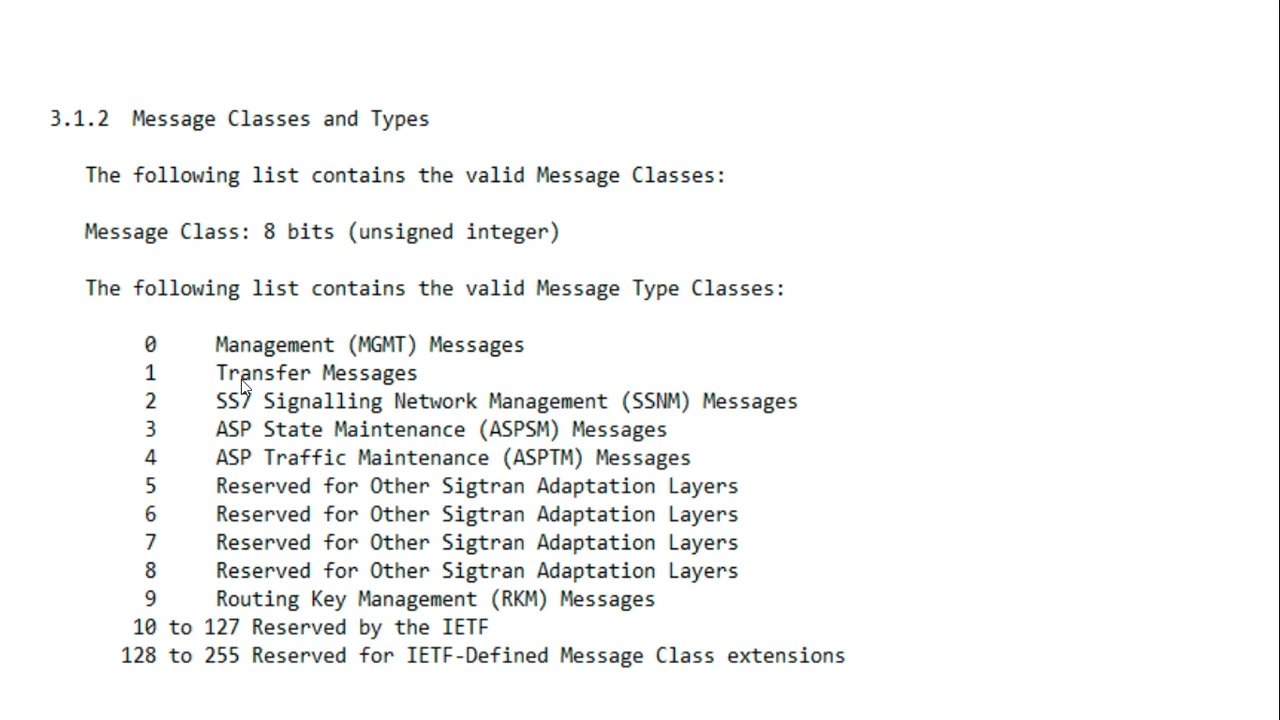 3.1.2 Message Classes and Types
The following list contains the valid Message Classes:
Message Class: 8 bits (unsigned integer)
The following list contains the valid Message Type Classes:
0 Management (MGMT) Messages
1 Transfer Messages
2 SS7 Signalling Network Management (SSNM) Messages
3 ASP State Maintenance (ASPSM) Messages
4 ASP Traffic Maintenance (ASPTM) Messages
5 Reserved for Other Sigtran Adaptation Layers
6 Reserved for Other Sigtran Adaptation Layers
7 Reserved for Other Sigtran Adaptation Layers
8 Reserved for Other Sigtran Adaptation Layers
9 Routing Key Management (RKM) Messages
10 to 127 Reserved by the IETF
128 to 255 Reserved for IETF-Defined Message Class extensions